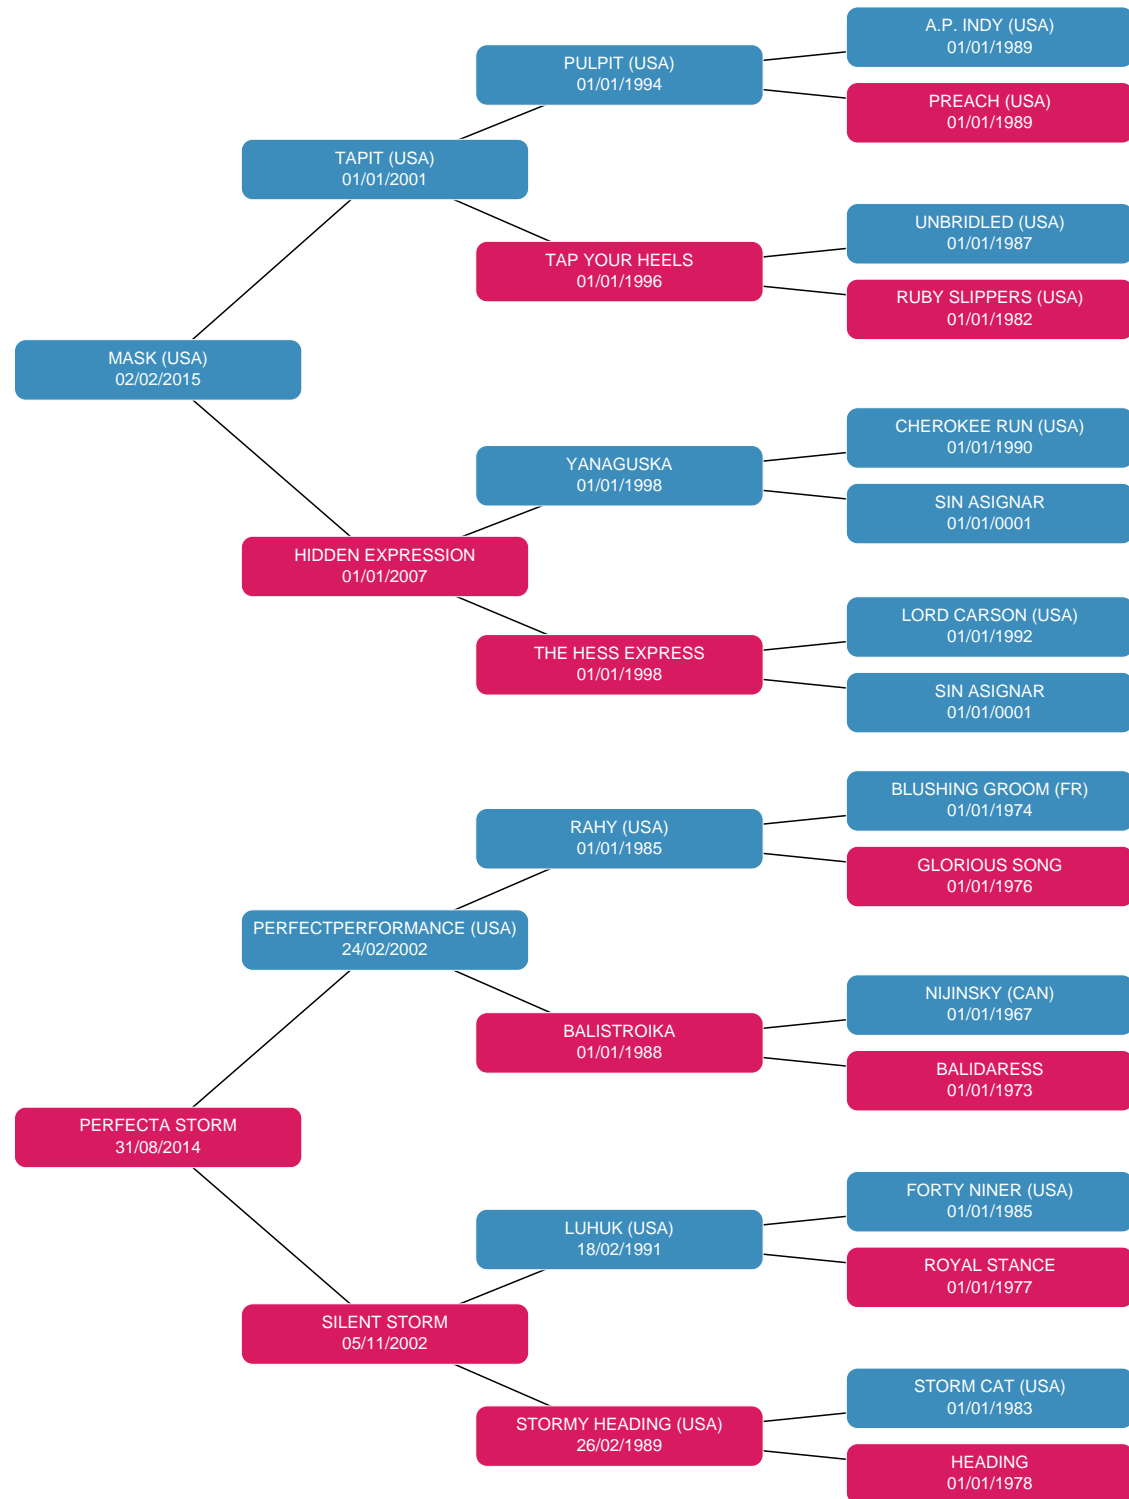 A.P. INDY (USA)
01/01/1989
PULPIT (USA)
01/01/1994
PREACH (USA)
01/01/1989
TAPIT (USA)
01/01/2001
UNBRIDLED (USA)
01/01/1987
TAP YOUR HEELS
01/01/1996
RUBY SLIPPERS (USA)
01/01/1982
MASK (USA)
02/02/2015
CHEROKEE RUN (USA)
01/01/1990
YANAGUSKA
01/01/1998
SIN ASIGNAR
01/01/0001
HIDDEN EXPRESSION
01/01/2007
LORD CARSON (USA)
01/01/1992
THE HESS EXPRESS
01/01/1998
SIN ASIGNAR
01/01/0001
BLUSHING GROOM (FR)
01/01/1974
RAHY (USA)
01/01/1985
GLORIOUS SONG
01/01/1976
PERFECTPERFORMANCE (USA)
24/02/2002
NIJINSKY (CAN)
01/01/1967
BALISTROIKA
01/01/1988
BALIDARESS
01/01/1973
PERFECTA STORM
31/08/2014
FORTY NINER (USA)
01/01/1985
LUHUK (USA)
18/02/1991
ROYAL STANCE
01/01/1977
SILENT STORM
05/11/2002
STORM CAT (USA)
01/01/1983
STORMY HEADING (USA)
26/02/1989
HEADING
01/01/1978